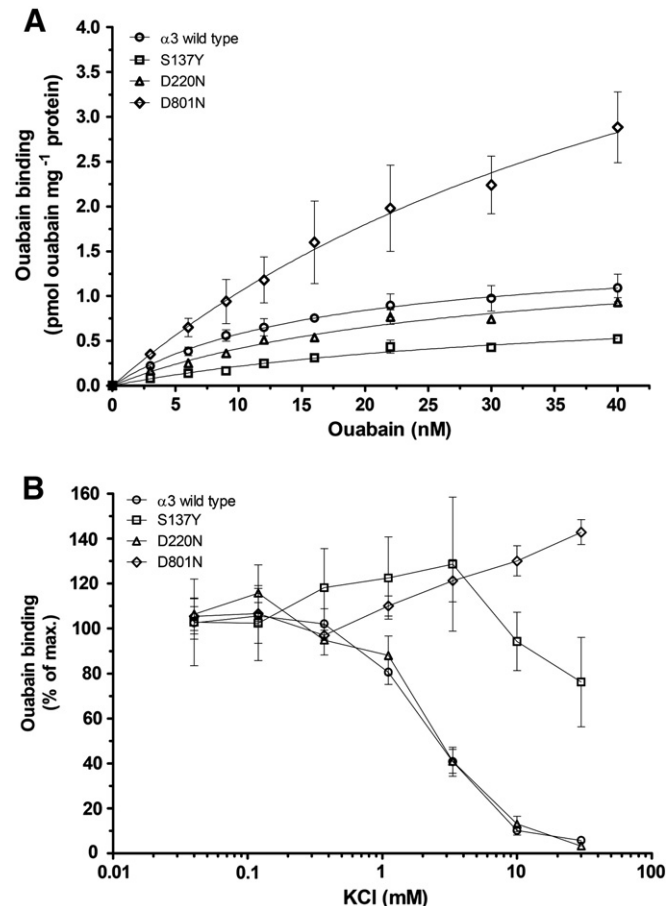 A
α3 wild type
S137Y
D220N
D801N
Ouabain binding
(pmol ouabain mg⁻¹ protein)
4.0
3.5
3.0
2.5
2.0
1.5
1.0
0.5
0.0
0 5 10 15 20 25 30 35 40
Ouabain (nM)
B
α3 wild type
S137Y
D220N
D801N
Ouabain binding
(% of max.)
160
140
120
100
80
60
40
20
0
0.01 0.1 1 10 100
KCl (mM)